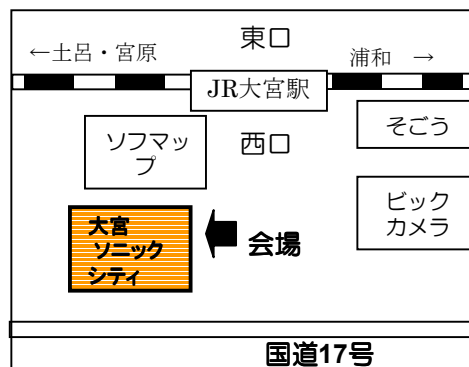 東口
←土呂・宮原
浦和 →
JR大宮駅
ソフマッ
プ
西口
そごう
ビック
カメラ
大宮
ソニック
シティ
会場
国道17号